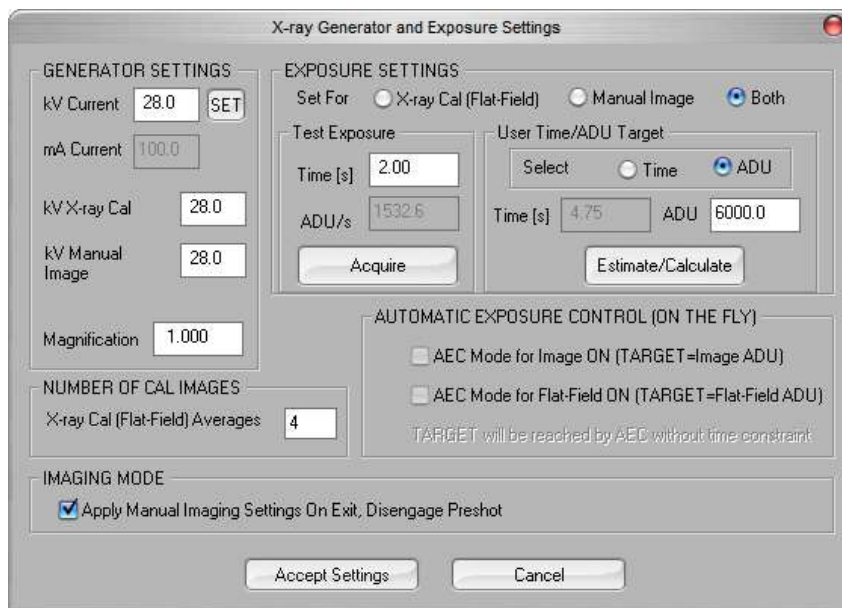 X-ray Generator and Exposure Settings
GENERATOR SETTINGS
kV Current 28.0 SET
mA Current 100.0
kV X-ray Cal 28.0
kV Manual
Image 28.0
Magnification 1.000
EXPOSURE SETTINGS
Set For X-ray Cal (Flat-Field) Manual Image Both
Test Exposure
Time [s] 2.00
ADU/s 1532.6
Acquire
User Time/ADU Target
Select Time ADU
Time [s] 4.75 ADU 6000.0
Estimate/Calculate
AUTOMATIC EXPOSURE CONTROL (ON THE FLY)
AEC Mode for Image ON (TARGET=Image ADU)
AEC Mode for Flat-Field ON (TARGET=Flat-Field ADU)
TARGET will be reached by AEC without time constraint
NUMBER OF CAL IMAGES
X-ray Cal (Flat-Field) Averages 4
IMAGING MODE
Apply Manual Imaging Settings On Exit, Disengage Preshot
Accept Settings Cancel